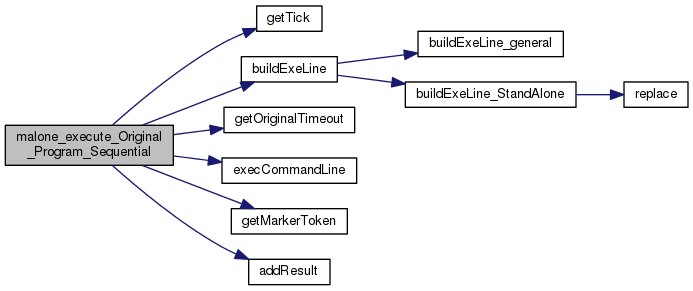 malone_execute_Original
_Program_Sequential
getTick
buildExeLine
buildExeLine_general
buildExeLine_StandAlone
replace
getOriginalTimeout
execCommandLine
getMarkerToken
addResult